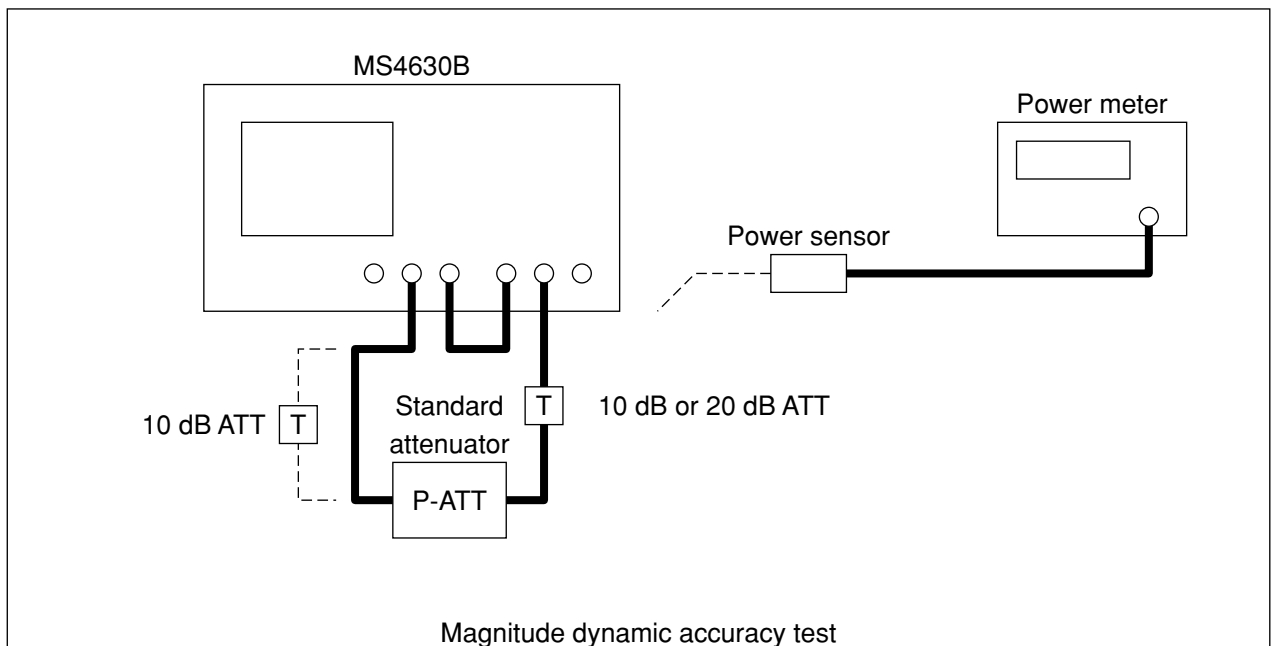 MS4630B
Power meter
Power sensor
10 dB ATT
T
Standard
attenuator
T
10 dB or 20 dB ATT
P-ATT
Magnitude dynamic accuracy test